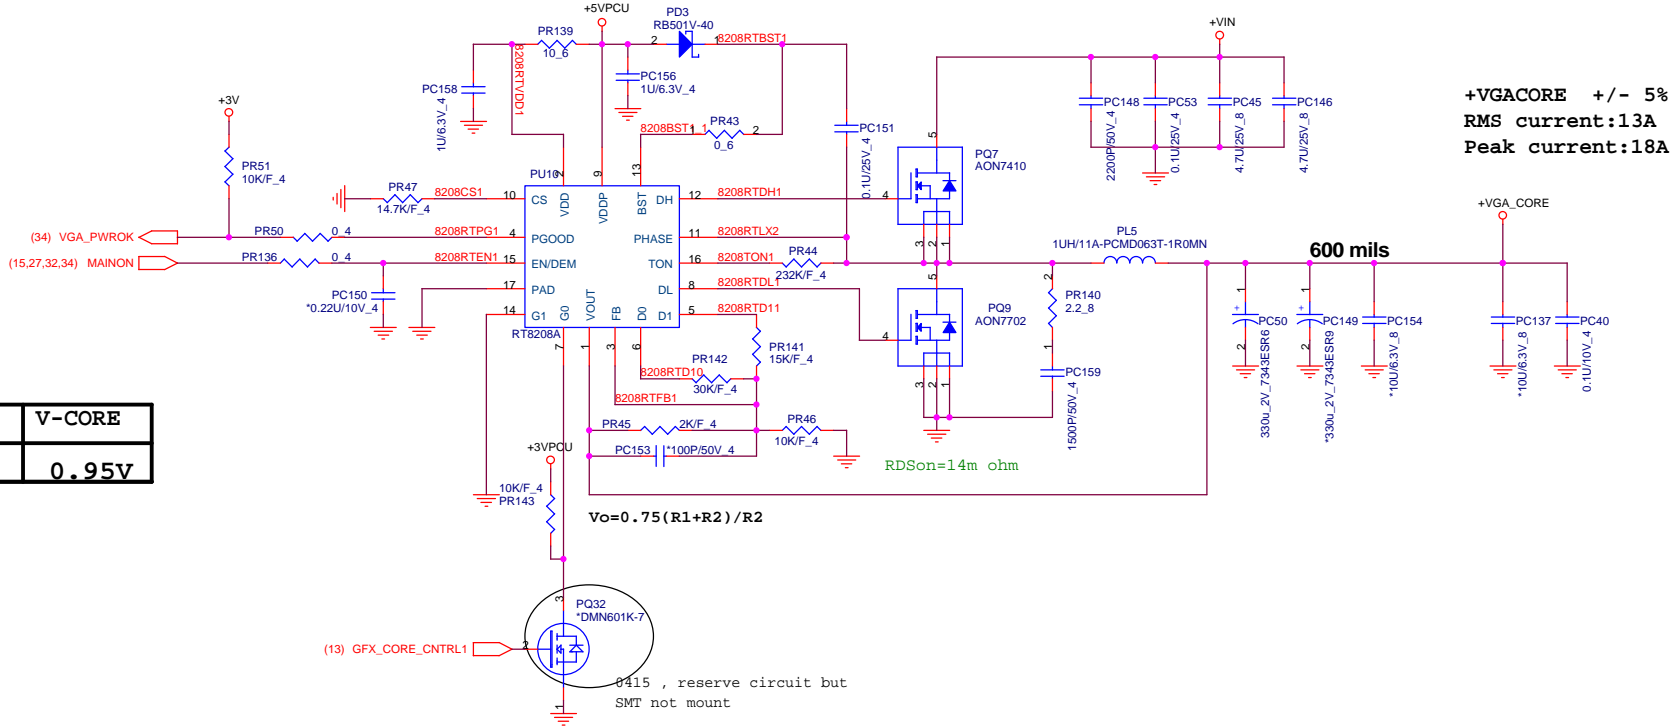 +5VPCU
PD3
RB501V-40
PR139
10_6
2
1
8208RTBST1
+VIN
8208RTVDD1
PC158
1U/6.3V_4
PC156
1U/6.3V_4
+3V
PR51
10K/F_4
8208BST1_1
1
PR43
2
0_6
PC151
0.1U/25V_4
PC148
2200P/50V_4
PC53
0.1U/25V_4
PC45
4.7U/25V_8
PC146
4.7U/25V_8
+VGACORE +/- 5%
RMS current:13A
Peak current:18A
5
PQ7
AON7410
4
3
2
1
PU10
2
9
13
VDD
VDDP
BST
PR47
14.7K/F_4
8208CS1
10
CS
DH
12
8208RTDH1
(34) VGA_PWROK
PR50
0_4
8208RTPG1
4
PGOOD
PHASE
11
8208RTLX2
(15,27,32,34) MAINON
PR136
0_4
8208RTEN1
15
EN/DEM
TON
16
8208TON1
PR44
232K/F_4
PC150
*0.22U/10V_4
17
PAD
DL
8
8208RTDL1
14
G1
D1
5
8208RTD11
G0
VOUT
FB
D0
RT8208A
7
1
3
6
5
PQ9
AON7702
4
3
2
1
PL5
1UH/11A-PCMD063T-1R0MN
600 mils
+VGA_CORE
2
PR140
2.2_8
1
PC159
1500P/50V_4
1
+
PC50
2
330u_2V_7343ESR6
1
+
PC149
2
*330u_2V_7343ESR9
PC154
*10U/6.3V_8
PC137
*10U/6.3V_8
PC40
0.1U/10V_4
PR141
15K/F_4
PR142
8208RTD10
30K/F_4
8208RTFB1
PR45
2K/F_4
PR46
10K/F_4
PC153
*100P/50V_4
RDSon=14m ohm
V-CORE
0.95V
+3VPCU
10K/F_4
PR143
Vo=0.75(R1+R2)/R2
3
PQ32
*DMN601K-7
(13) GFX_CORE_CNTRL1
2
1
0415 , reserve circuit but
SMT not mount